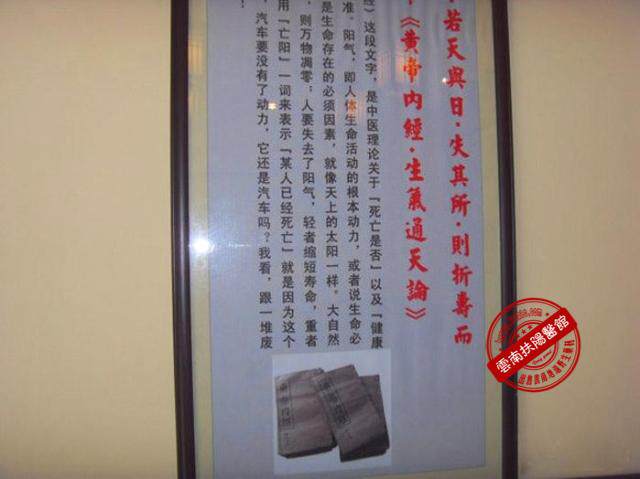 若天與日·失其所·則折壽而
《黃帝內經·生氣通天論》
》这段文字，是中医理论关于『死亡是否』以及『健康
准。阳气，即人体生命活动的根本动力，或者说生命必
是生命存在的必须因素，就像天上的太阳一样。大自然
，则万物凋零；人要失去了阳气，轻者缩短寿命，重者
用『亡阳』一词来表示『某人已经死亡』就是因为这个
，汽车要没有了动力，它还是汽车吗？我看，跟一堆废
！
雲南扶陽醫館